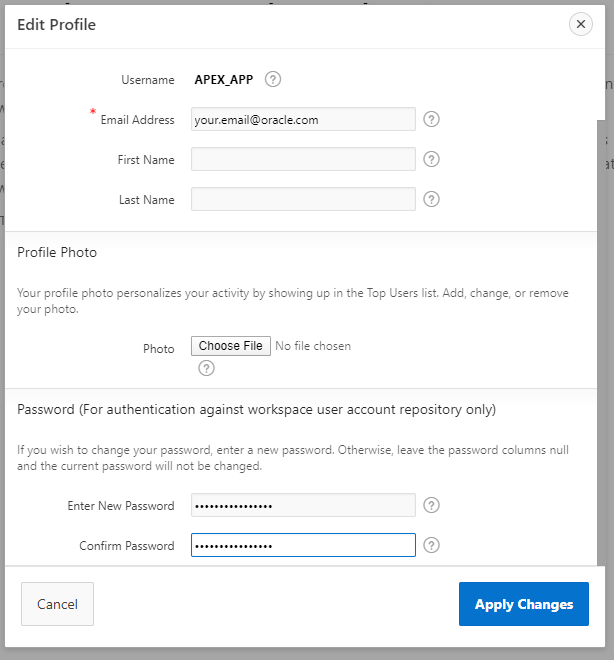 Edit Profile
Username APEX_APP
* Email Address your.email@oracle.com
First Name
Last Name
Profile Photo
Your profile photo personalizes your activity by showing up in the Top Users list. Add, change, or remove
your photo.
Photo Choose File No file chosen
Password (For authentication against workspace user account repository only)
If you wish to change your password, enter a new password. Otherwise, leave the password columns null
and the current password will not be changed.
Enter New Password ••••••••••••••••
Confirm Password ••••••••••••••••
Cancel Apply Changes